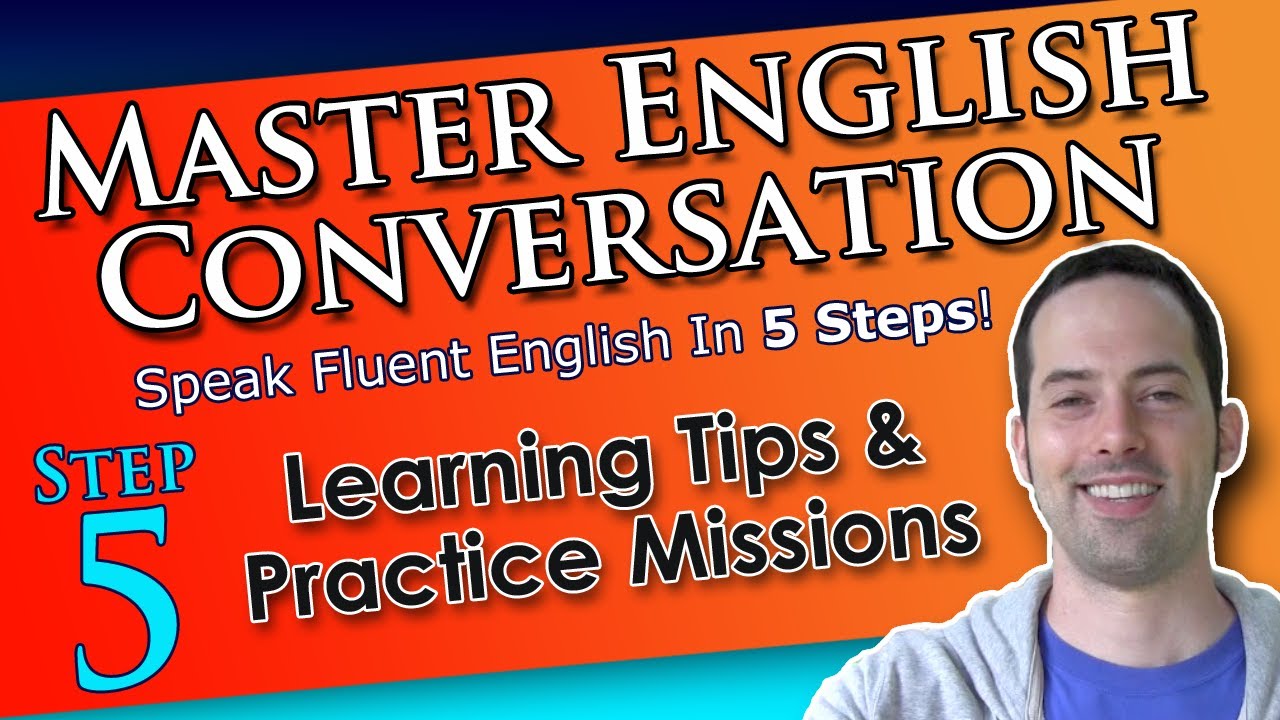 Master English
Conversation
Speak Fluent English In 5 Steps!
Step
5
Learning Tips &
Practice Missions